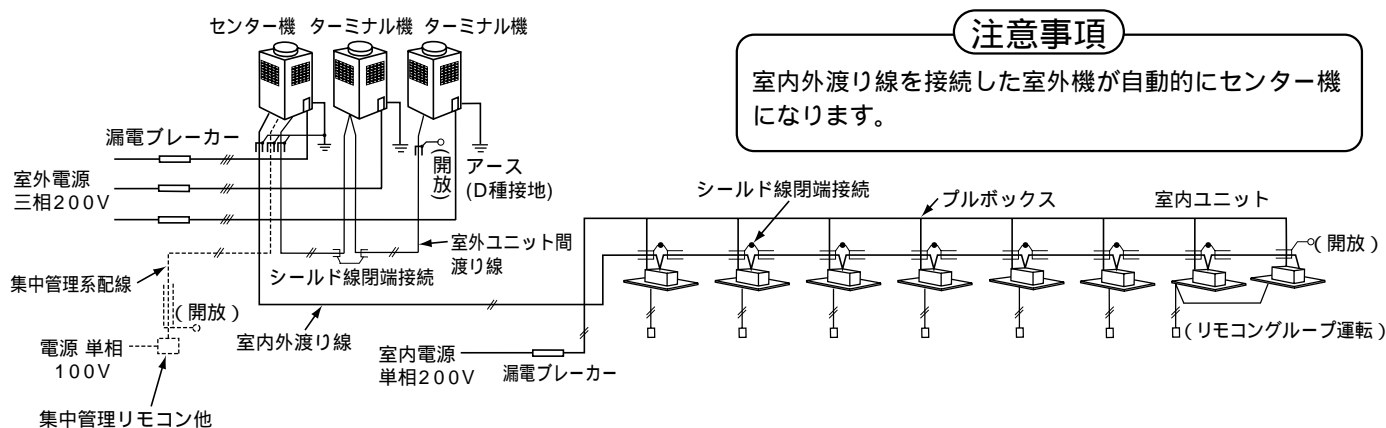 センター機 ターミナル機 ターミナル機
注意事項
室内外渡り線を接続した室外機が自動的にセンター機
になります。
漏電ブレーカー
室外電源
三相200V
(開放)
アース
(D種接地)
シールド線閉端接続
プルボックス
室内ユニット
(開放)
室外ユニット間
渡り線
シールド線閉端接続
集中管理系配線
(開放)
室内外渡り線
(リモコングループ運転)
電源 単相
100V
室内電源
単相200V
漏電ブレーカー
集中管理リモコン他